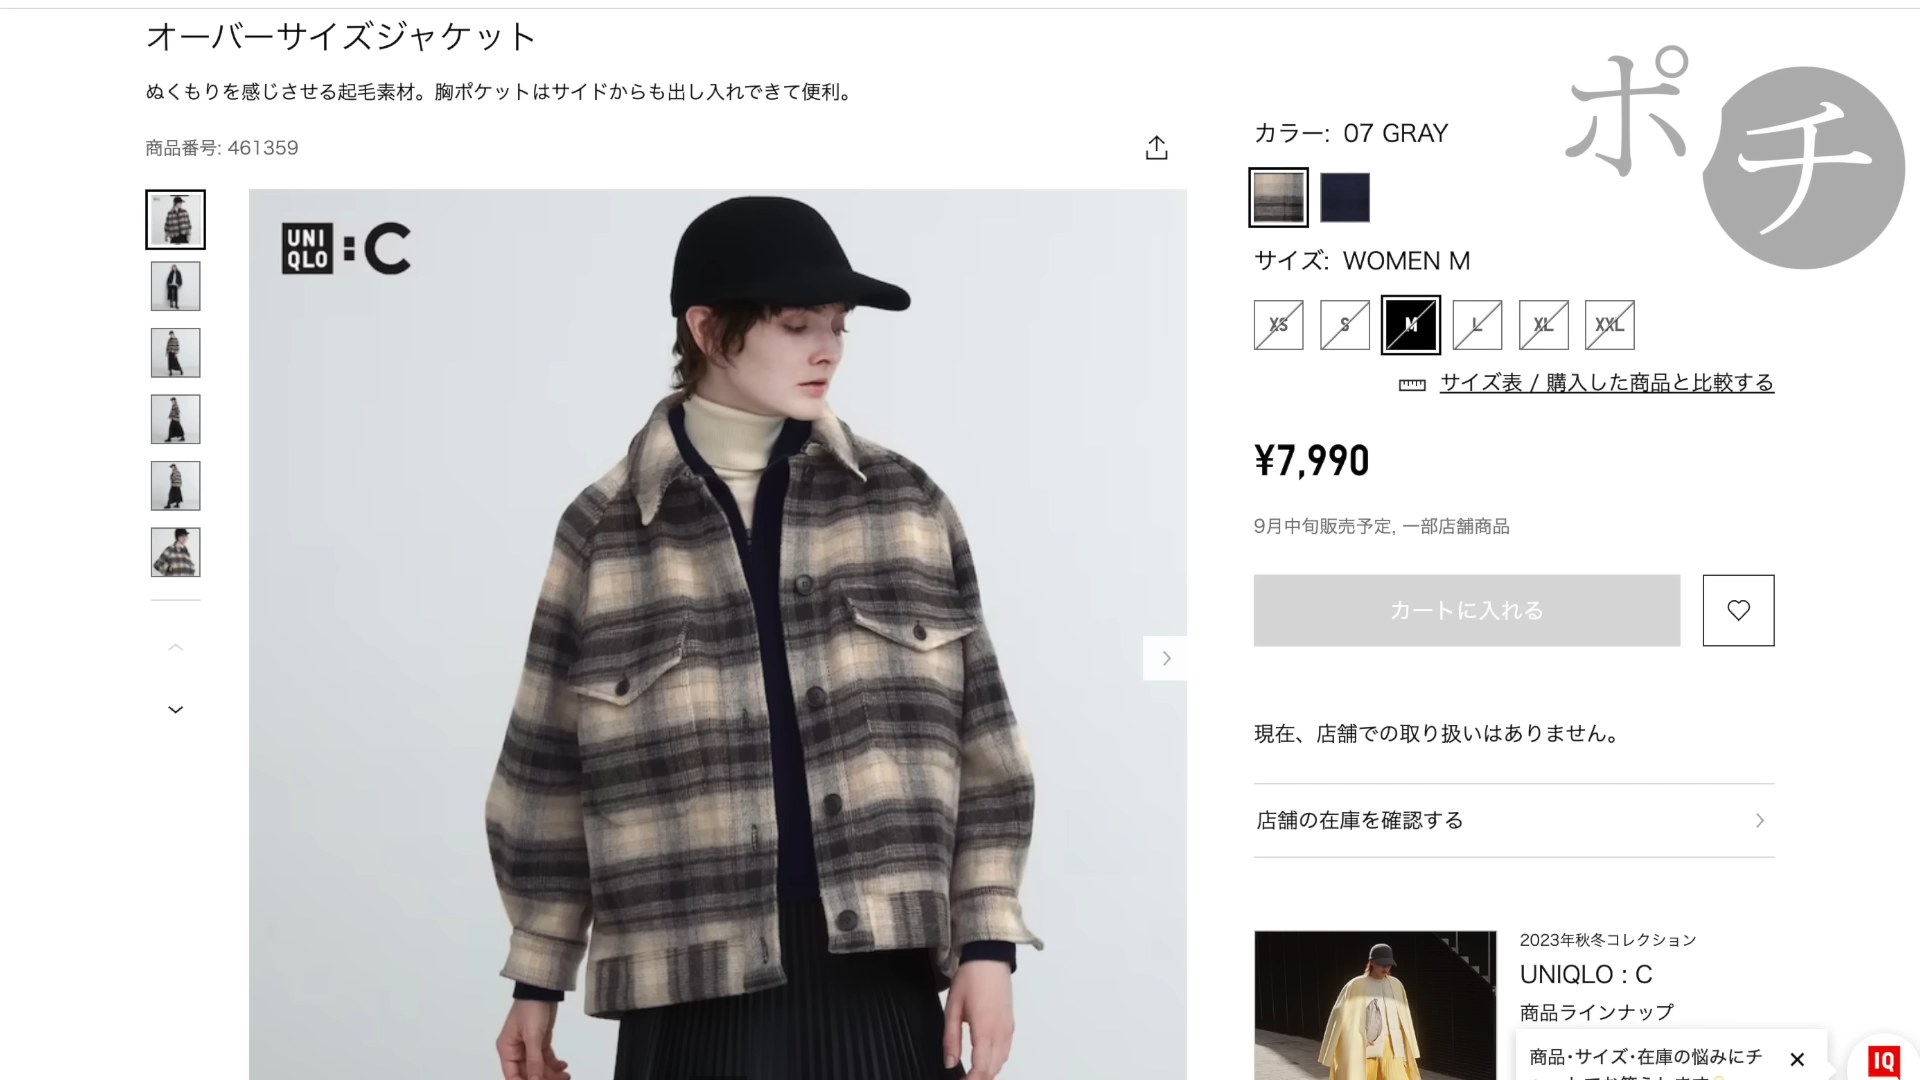 オーバーサイズジャケット
ぬくもりを感じさせる起毛素材。胸ポケットはサイドからも出し入れできて便利。
商品番号: 461359
UNI
QLO : C
ポチ
カラー: 07 GRAY
サイズ: WOMEN M
XS S M L XL XXL
サイズ表 / 購入した商品と比較する
¥7,990
9月中旬販売予定, 一部店舗商品
カートに入れる
現在、店舗での取り扱いはありません。
店舗の在庫を確認する
2023年秋冬コレクション
UNIQLO : C
商品ラインナップ
商品･サイズ･在庫の悩みにチ
IQ